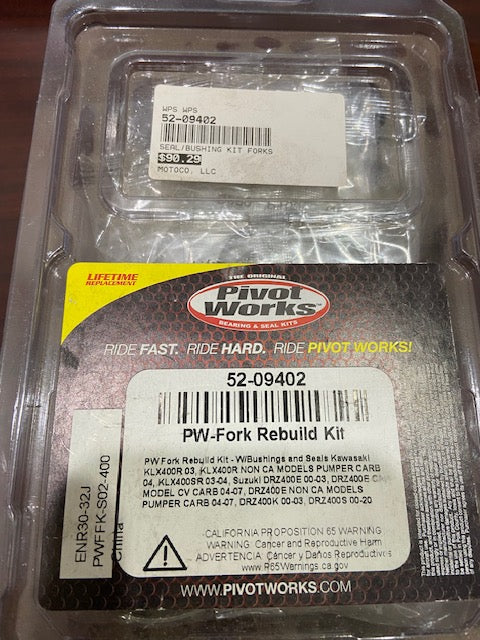 WPS WPS
52-09402
SEAL/BUSHING KIT FORKS
$90.29
MOTOCO, LLC
LIFETIME
REPLACEMENT
THE ORIGINAL
Pivot
Works
BEARING & SEAL KITS
RIDE FAST. RIDE HARD. RIDE PIVOT WORKS!
52-09402
PW-Fork Rebuild Kit
PW Fork Rebuild Kit - W/Bushings and Seals Kawasaki
KLX400R 03, KLX400R NON CA MODELS PUMPER CARB
04, KLX400SR 03-04, Suzuki DRZ400E 00-03, DRZ400E CA
MODEL CV CARB 04-07, DRZ400E NON CA MODELS
PUMPER CARB 04-07, DRZ400K 00-03, DRZ400S 00-20
CALIFORNIA PROPOSITION 65 WARNING
WARNING: Cancer and Reproductive Harm
ADVERTENCIA: Cáncer y Daños Reproductivos
www.P65Warnings.ca.gov
ENR30-32J
PWFFK-S02-400
China
WWW.PIVOTWORKS.COM